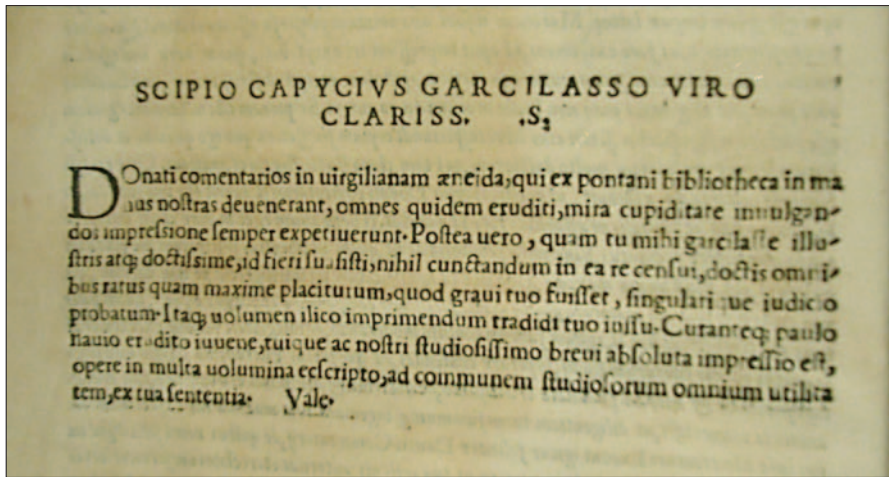 SCIPIO CAPYCIVS GARCILASSO VIRO
CLARISS. .S;
DOnati comentarios in uirgilianam æneida,qui ex pontani bibliotheca in ma
nus noſtras deuenerant, omnes quidem eruditi,mira cupiditate inuulgan-
dos impreſsione ſemper expetiuerunt. Poſtea uero, quam tu mihi garcilaſſe illu-
ſtris atq; doctiſsime,id fieri ſuaſiſti,nihil cunctandum in ea re cenſui,doctis omni-
bus ratus quam maxime placiturum,quod graui tuo fuiſſet, ſingulari que iudicio
probatum. Itaq; uolumen ilico imprimendum tradidi tuo iuſſu. Curanteq; paulo
erudito iuuene,tuique ac noſtri ſtudioſiſſimo breui abſoluta impreſſio eſt,
opere in multa uolumina ecſcripto,ad communem ſtudioſorum omnium utilita
tem,ex tua ſententia. Vale.